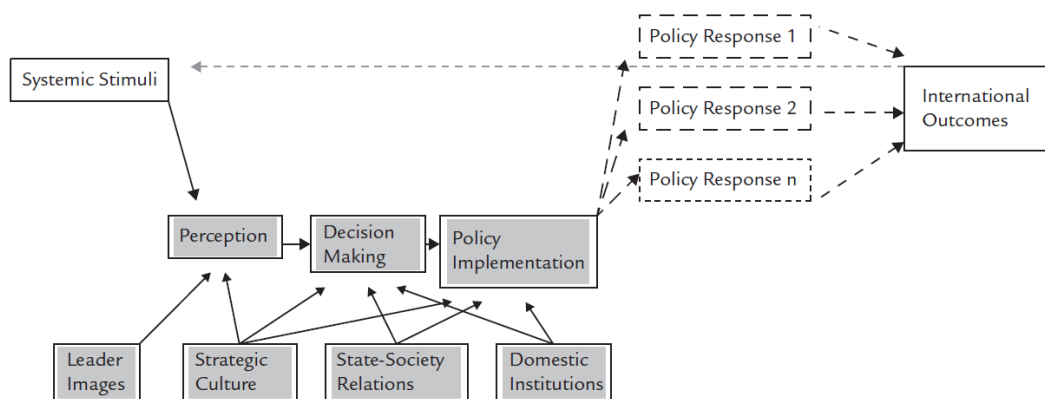 Policy Response 1
Systemic Stimuli
Policy Response 2
International
Outcomes
Policy Response n
Perception
Decision
Making
Policy
Implementation
Leader
Images
Strategic
Culture
State-Society
Relations
Domestic
Institutions